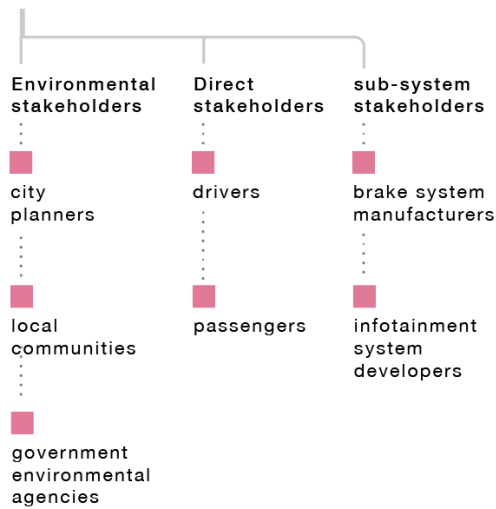 Environmental
stakeholders
city
planners
local
communities
government
environmental
agencies
Direct
stakeholders
drivers
passengers
sub-system
stakeholders
brake system
manufacturers
infotainment
system
developers